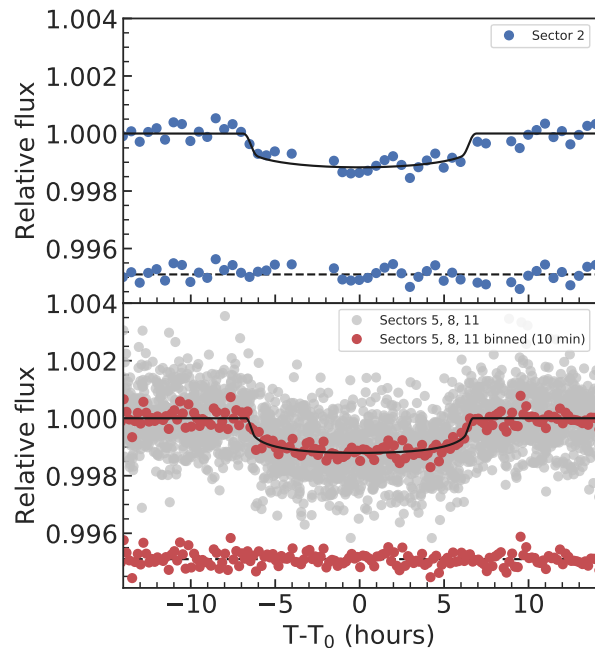 1.004
Sector 2
1.002
1.000
0.998
0.996
Relative flux
1.004
Sectors 5, 8, 11
Sectors 5, 8, 11 binned (10 min)
1.002
1.000
0.998
0.996
Relative flux
−10 −5 0 5 10
T-T0 (hours)